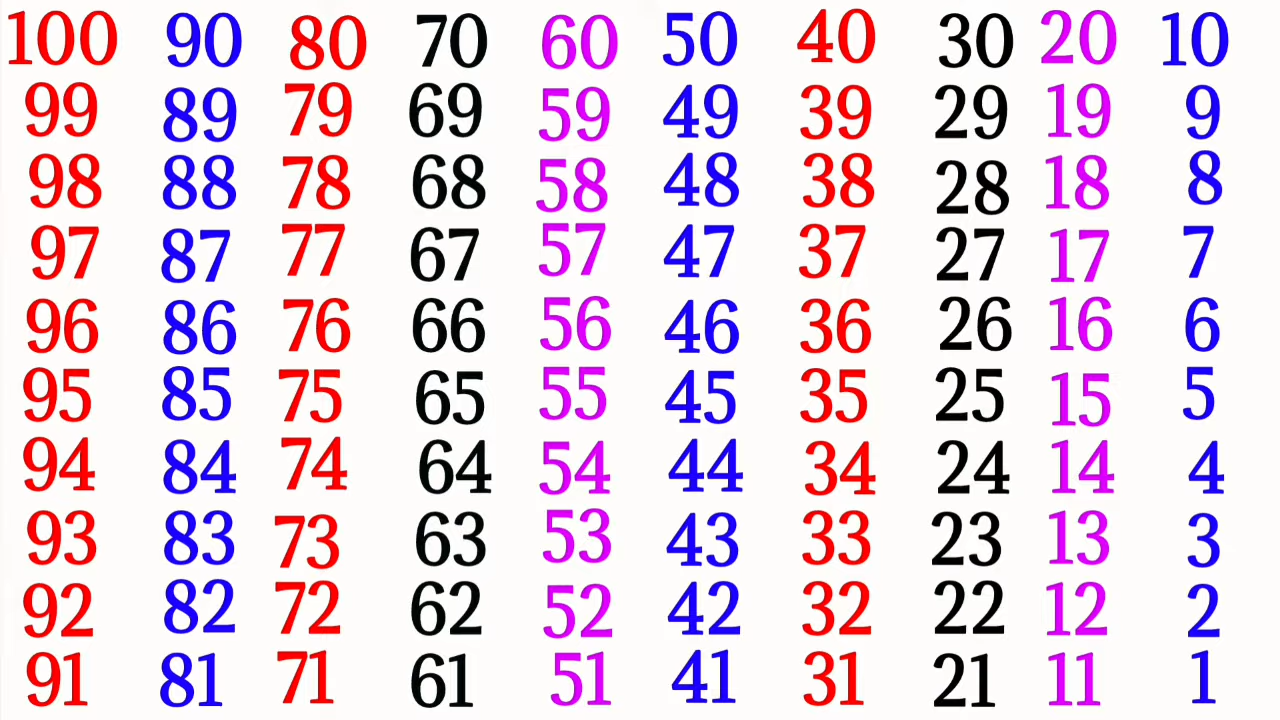 100 90 80 70 60 50 40 30 20 10
99 89 79 69 59 49 39 29 19 9
98 88 78 68 58 48 38 28 18 8
97 87 77 67 57 47 37 27 17 7
96 86 76 66 56 46 36 26 16 6
95 85 75 65 55 45 35 25 15 5
94 84 74 64 54 44 34 24 14 4
93 83 73 63 53 43 33 23 13 3
92 82 72 62 52 42 32 22 12 2
91 81 71 61 51 41 31 21 11 1